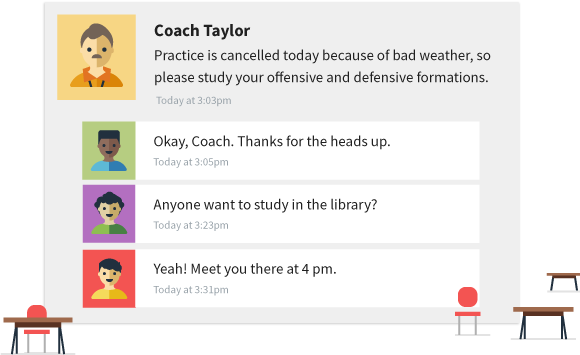 Coach Taylor
Practice is cancelled today because of bad weather, so
please study your offensive and defensive formations.
Today at 3:03pm
Okay, Coach. Thanks for the heads up.
Today at 3:05pm
Anyone want to study in the library?
Today at 3:23pm
Yeah! Meet you there at 4 pm.
Today at 3:31pm